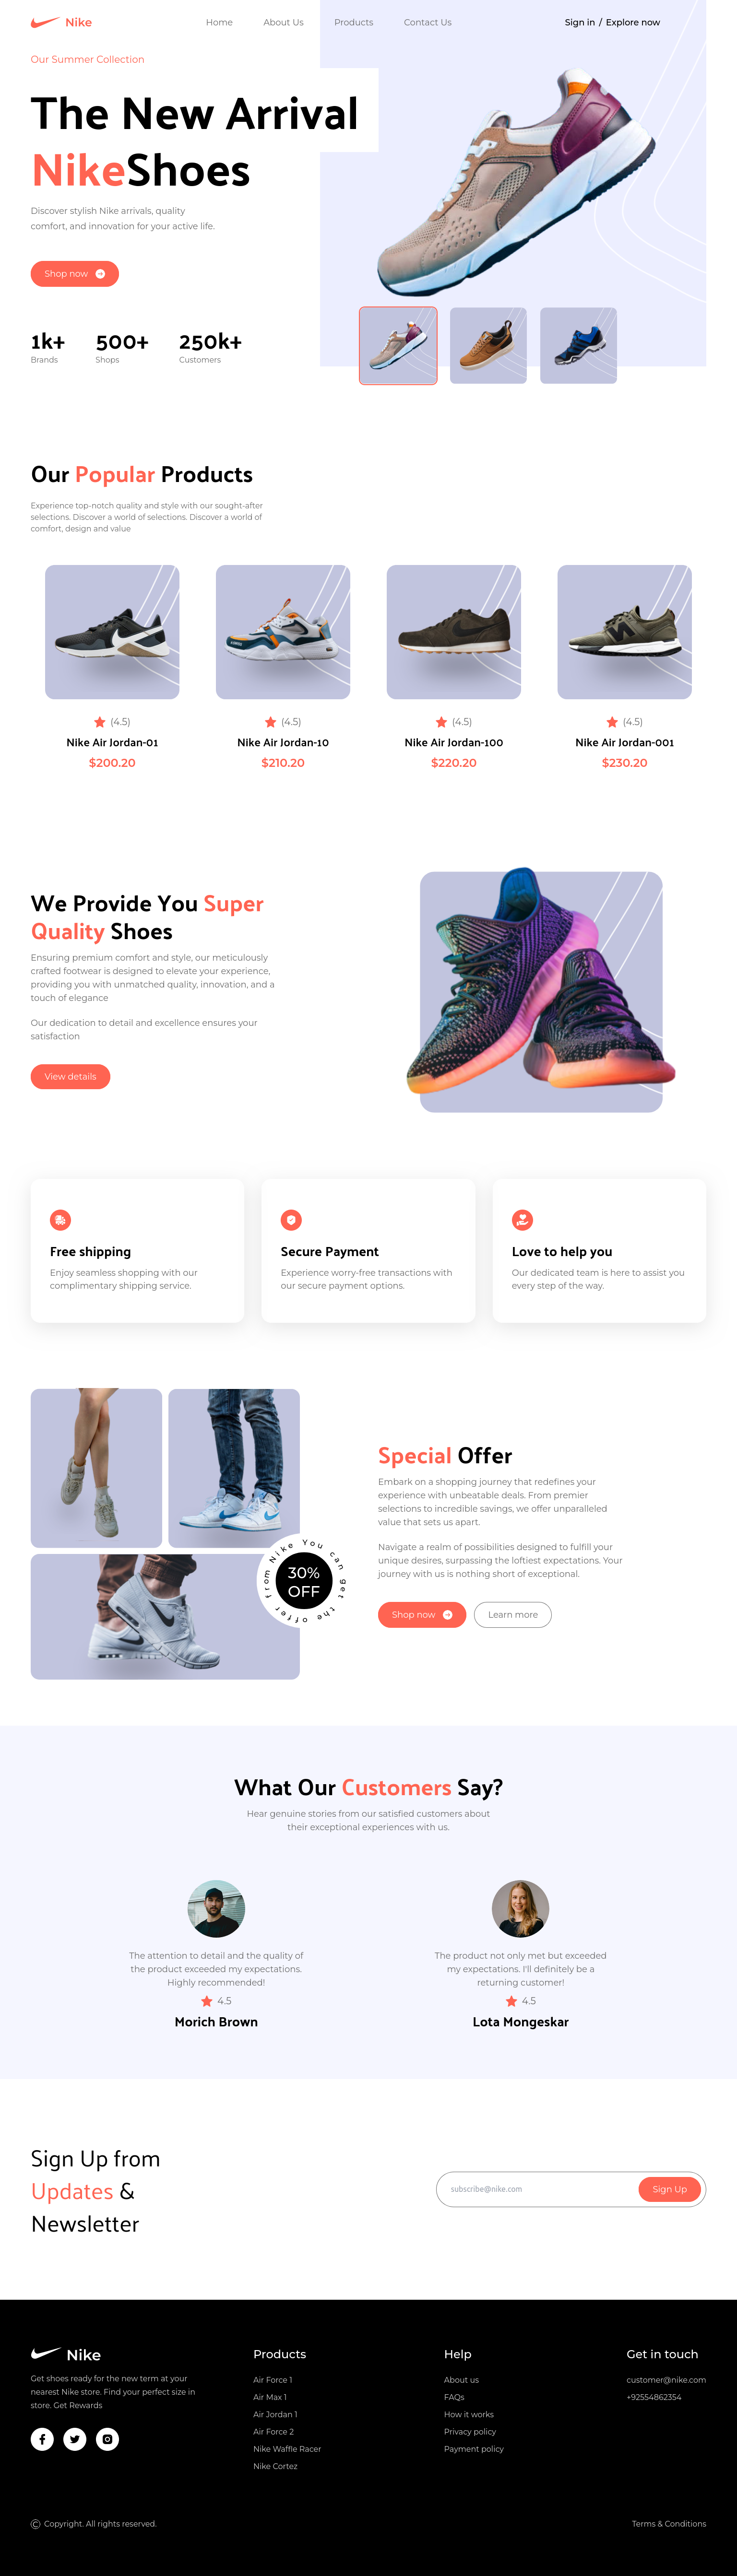 Nike
Home
About Us
Products
Contact Us
Sign in / Explore now
Our Summer Collection
The New Arrival
NikeShoes
Discover stylish Nike arrivals, quality
comfort, and innovation for your active life.
Shop now
1k+
Brands
500+
Shops
250k+
Customers
Our Popular Products
Experience top-notch quality and style with our sought-after
selections. Discover a world of selections. Discover a world of
comfort, design and value
(4.5)
Nike Air Jordan-01
$200.20
(4.5)
Nike Air Jordan-10
$210.20
(4.5)
Nike Air Jordan-100
$220.20
(4.5)
Nike Air Jordan-001
$230.20
We Provide You Super
Quality Shoes
Ensuring premium comfort and style, our meticulously
crafted footwear is designed to elevate your experience,
providing you with unmatched quality, innovation, and a
touch of elegance
Our dedication to detail and excellence ensures your
satisfaction
View details
Free shipping
Enjoy seamless shopping with our
complimentary shipping service.
Secure Payment
Experience worry-free transactions with
our secure payment options.
Love to help you
Our dedicated team is here to assist you
every step of the way.
You can get the offer from Nike
30%
OFF
Special Offer
Embark on a shopping journey that redefines your
experience with unbeatable deals. From premier
selections to incredible savings, we offer unparalleled
value that sets us apart.
Navigate a realm of possibilities designed to fulfill your
unique desires, surpassing the loftiest expectations. Your
journey with us is nothing short of exceptional.
Shop now
Learn more
What Our Customers Say?
Hear genuine stories from our satisfied customers about
their exceptional experiences with us.
The attention to detail and the quality of
the product exceeded my expectations.
Highly recommended!
4.5
Morich Brown
The product not only met but exceeded
my expectations. I'll definitely be a
returning customer!
4.5
Lota Mongeskar
Sign Up from
Updates &
Newsletter
subscribe@nike.com
Sign Up
Nike
Get shoes ready for the new term at your
nearest Nike store. Find your perfect size in
store. Get Rewards
Products
Air Force 1
Air Max 1
Air Jordan 1
Air Force 2
Nike Waffle Racer
Nike Cortez
Help
About us
FAQs
How it works
Privacy policy
Payment policy
Get in touch
customer@nike.com
+92554862354
© Copyright. All rights reserved.
Terms & Conditions